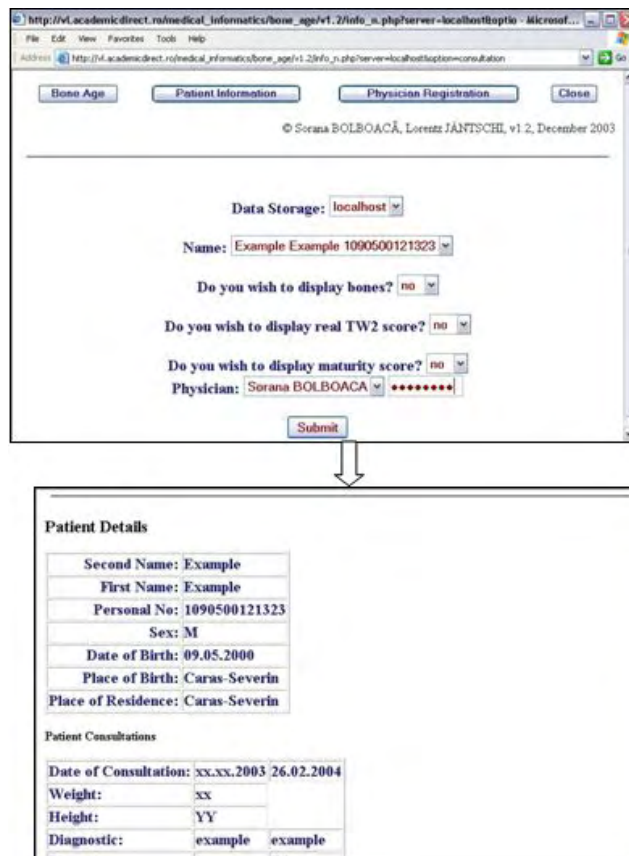 http://vl.academicdirect.ro/medical_informatics/bone_age/v1.2/info_n.php?server=localhost&optio - Microsof...
File Edit View Favorites Tools Help
Address http://vl.academicdirect.ro/medical_informatics/bone_age/v1.2/info_n.php?server=localhost&option=consultation Go
Bone Age Patient Information Physician Registration Close
© Sorana BOLBOACĂ, Lorentz JÄNTSCHI, v1.2, December 2003
Data Storage: localhost
Name: Example Example 1090500121323
Do you wish to display bones? no
Do you wish to display real TW2 score? no
Do you wish to display maturity score? no
Physician: Sorana BOLBOACA ••••••••
Submit
Patient Details
Second Name: Example
First Name: Example
Personal No: 1090500121323
Sex: M
Date of Birth: 09.05.2000
Place of Birth: Caras-Severin
Place of Residence: Caras-Severin
Patient Consultations
Date of Consultation: xx.xx.2003 26.02.2004
Weight: xx
Height: YY
Diagnostic: example example